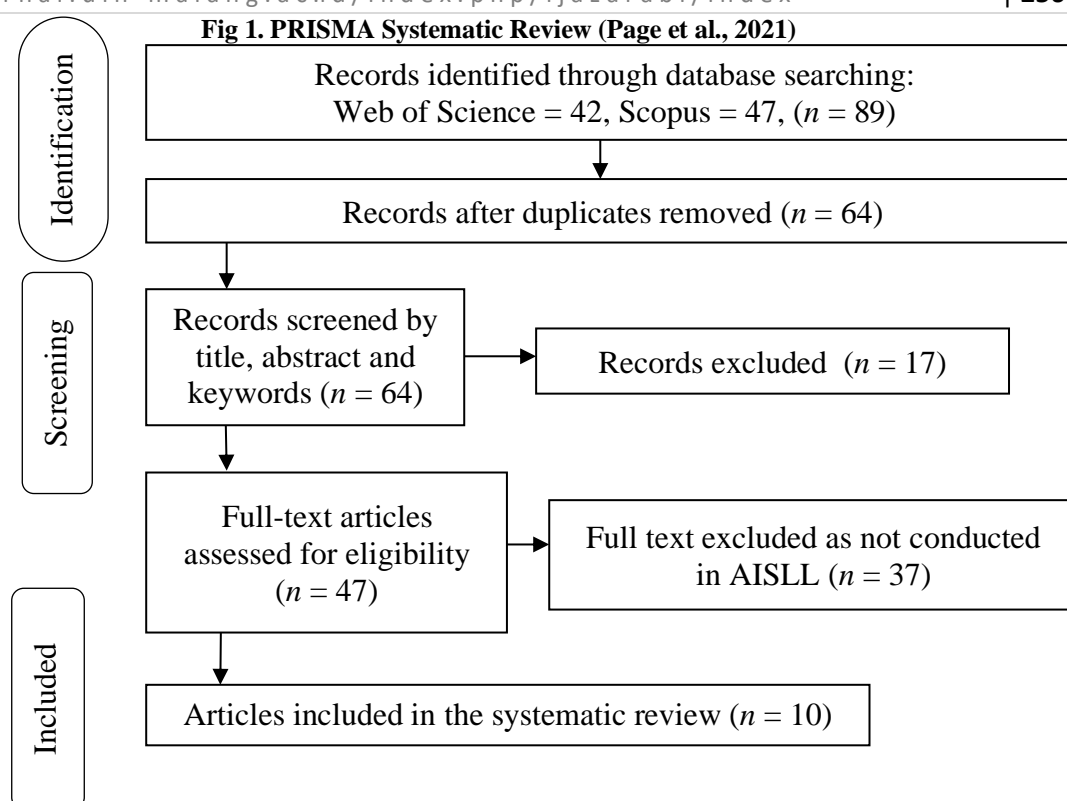 Fig 1. PRISMA Systematic Review (Page et al., 2021)
Identification
Records identified through database searching:
Web of Science = 42, Scopus = 47, (n = 89)
Records after duplicates removed (n = 64)
Screening
Records screened by
title, abstract and
keywords (n = 64)
Records excluded (n = 17)
Full-text articles
assessed for eligibility
(n = 47)
Full text excluded as not conducted
in AISLL (n = 37)
Included
Articles included in the systematic review (n = 10)